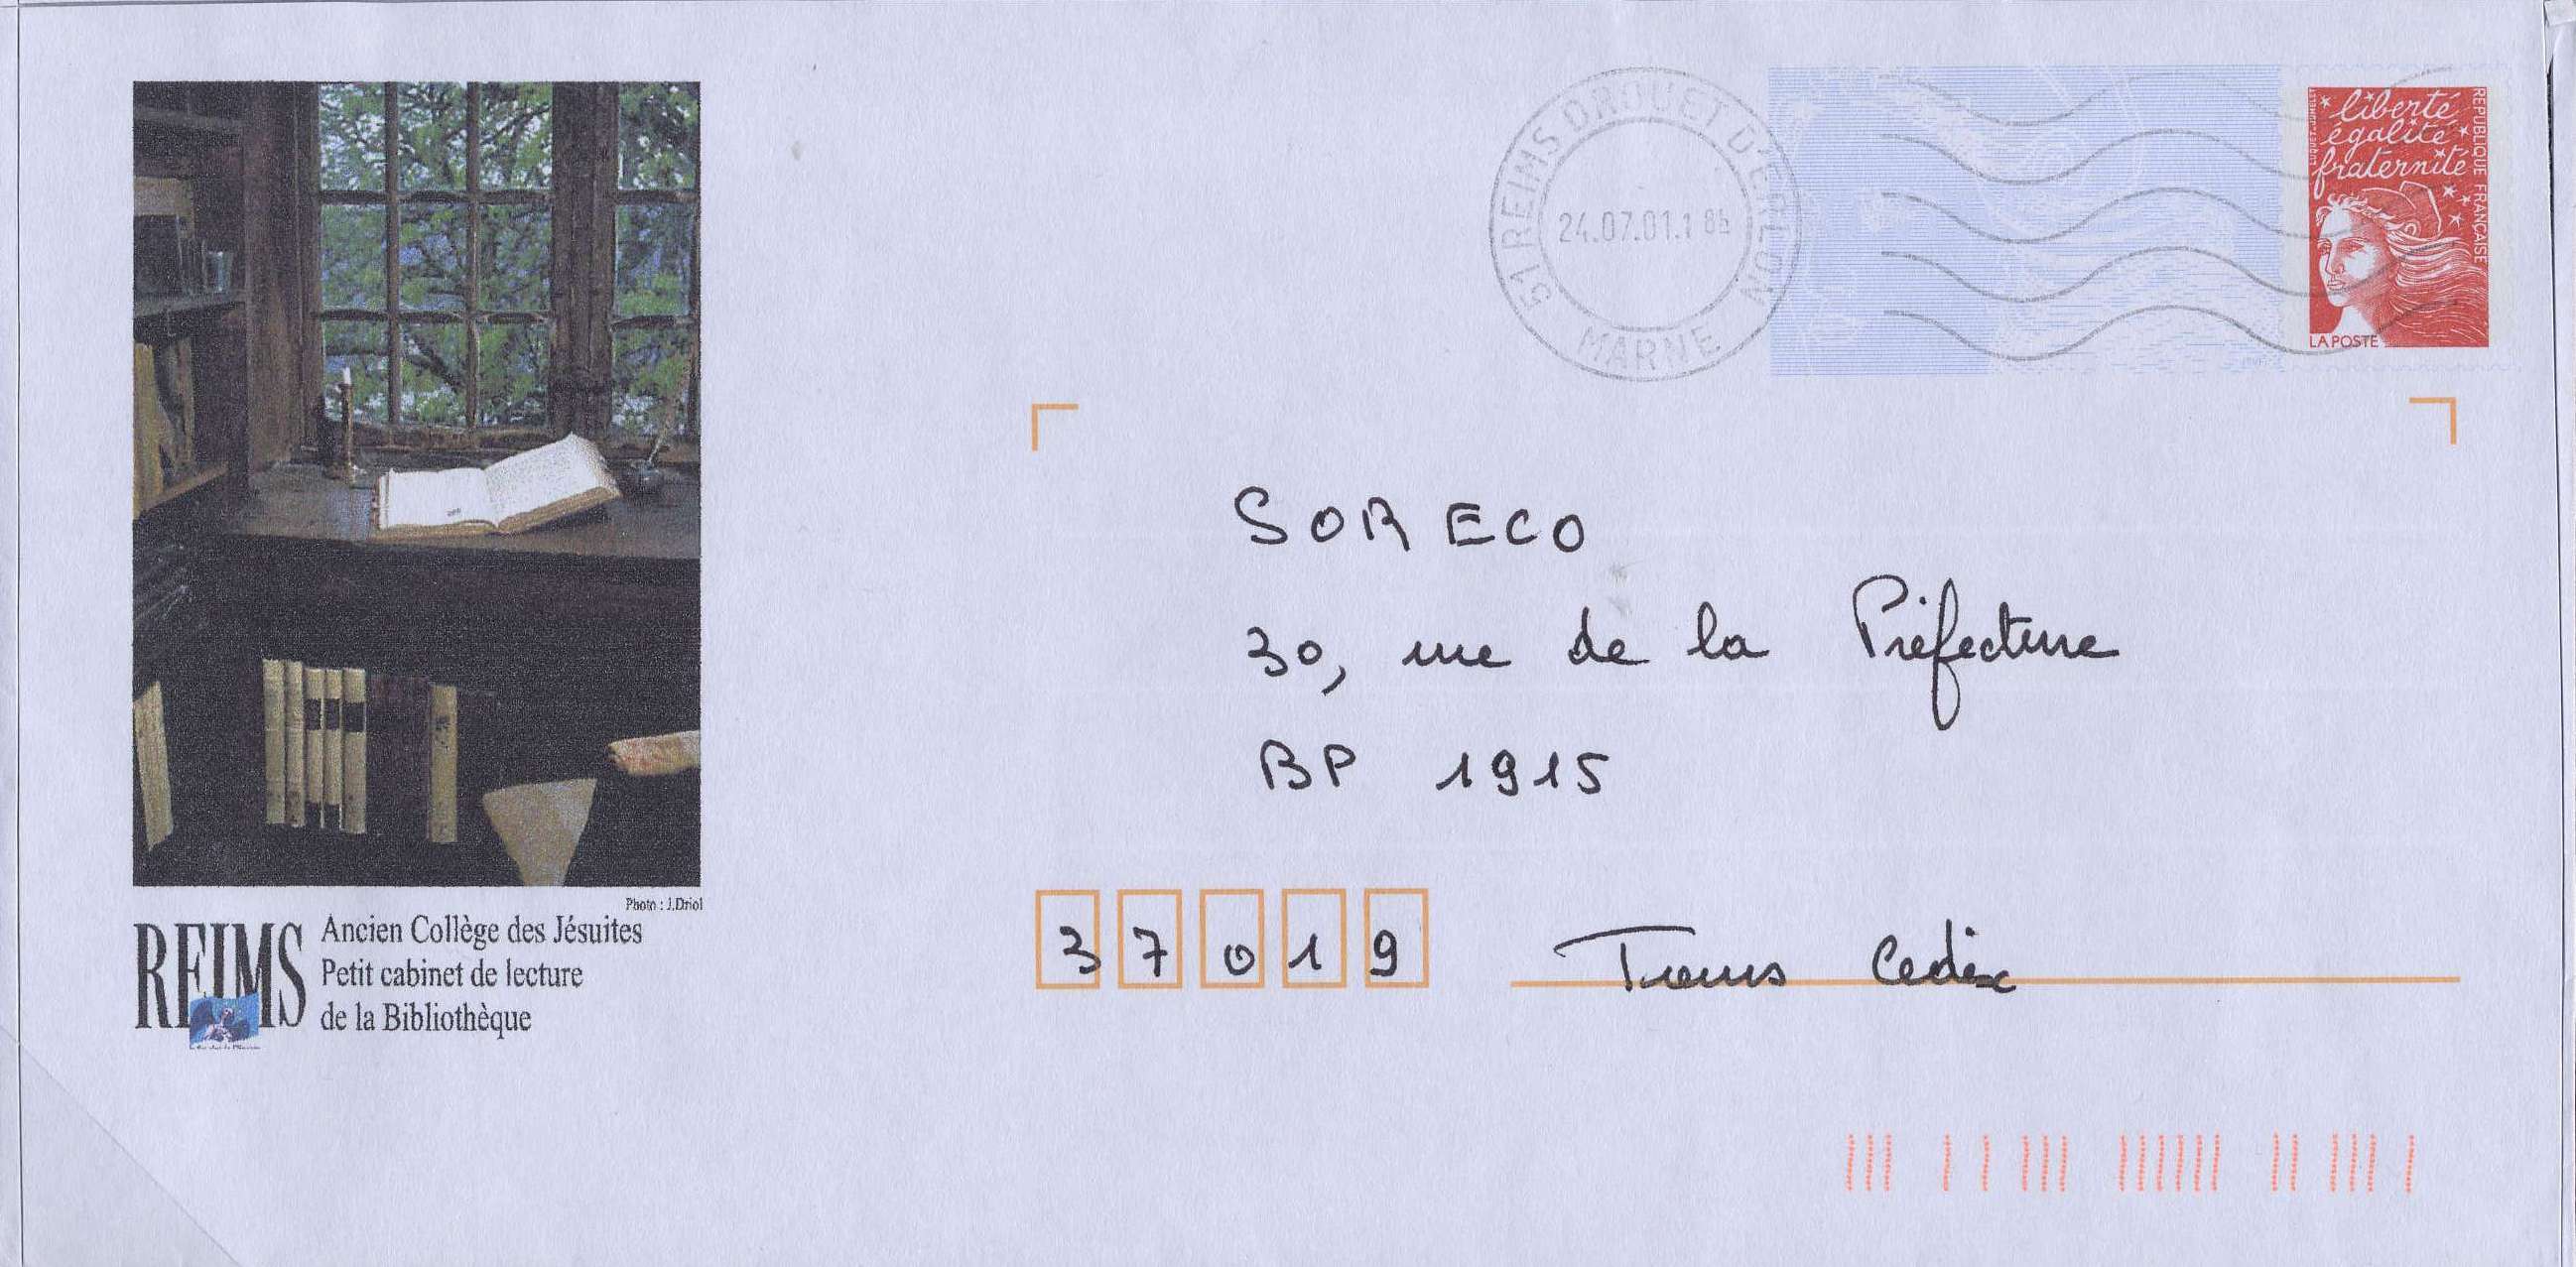 51 REIMS DROUET D'ERLON
24.07.01.18h
MARNE
liberté
égalité
fraternité
REPUBLIQUE FRANÇAISE
LA POSTE
SORECO
30, rue de la Préfecture
BP 1915
37019 Tours Cedex
Photo : J.Driol
REIMS
Ancien Collège des Jésuites
Petit cabinet de lecture
de la Bibliothèque